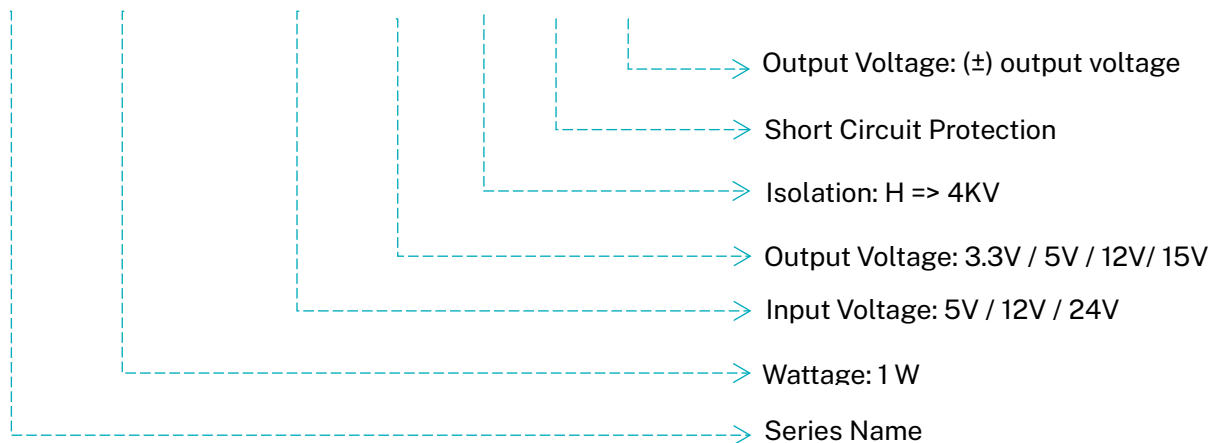 Output Voltage: (±) output voltage
Short Circuit Protection
Isolation: H => 4KV
Output Voltage: 3.3V / 5V / 12V/ 15V
Input Voltage: 5V / 12V / 24V
Wattage: 1 W
Series Name